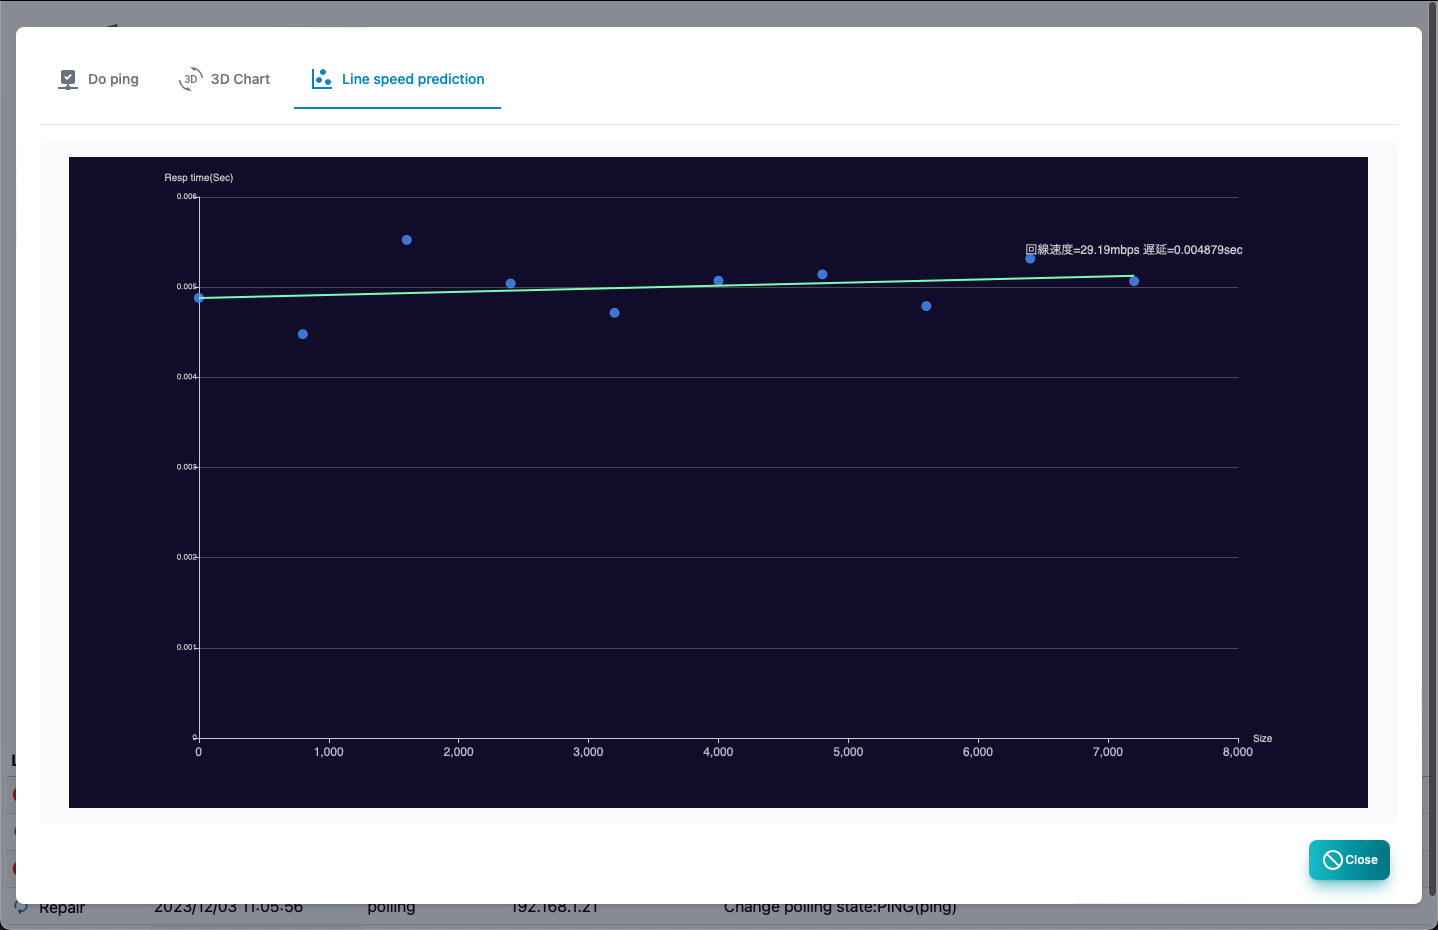 Do ping
3D
3D Chart
Line speed prediction
Resp time(Sec)
0.006
回線速度=29.19mbps 遅延=0.004879sec
0.005
0.004
0.003
0.002
0.001
0
0 1,000 2,000 3,000 4,000 5,000 6,000 7,000 8,000
Size
Close
Repair 2023/12/03 11:05:56 polling 192.168.1.21 Change polling state:PING(ping)